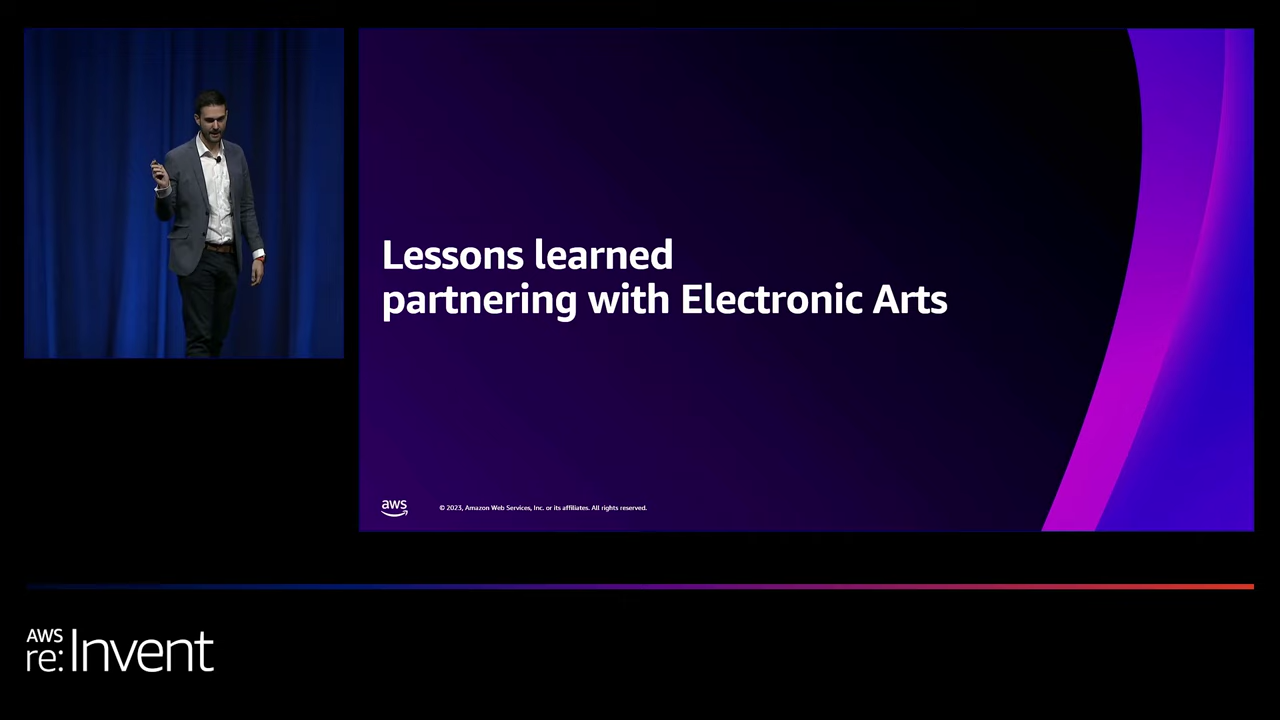 Lessons learned
partnering with Electronic Arts
aws
© 2023, Amazon Web Services, Inc. or its affiliates. All rights reserved.
AWS
re:Invent